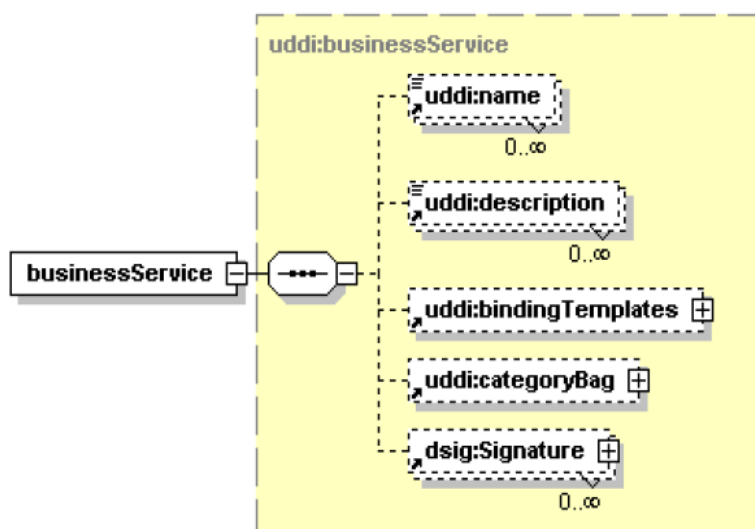 uddi:businessService
uddi:name
0..∞
uddi:description
0..∞
businessService
uddi:bindingTemplates
uddi:categoryBag
dsig:Signature
0..∞